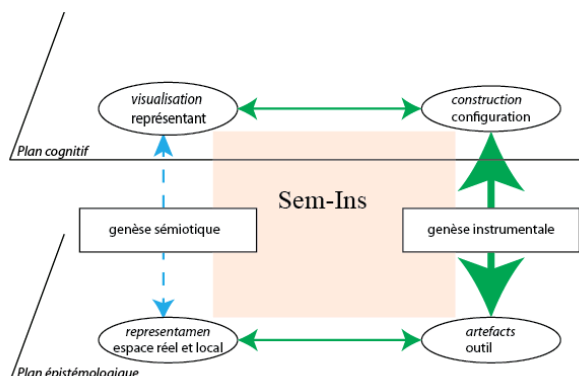 visualisation
représentant
construction
configuration
Plan cognitif
Sem-Ins
genèse sémiotique
genèse instrumentale
representamen
espace réel et local
artefacts
outil
Plan épistémologique